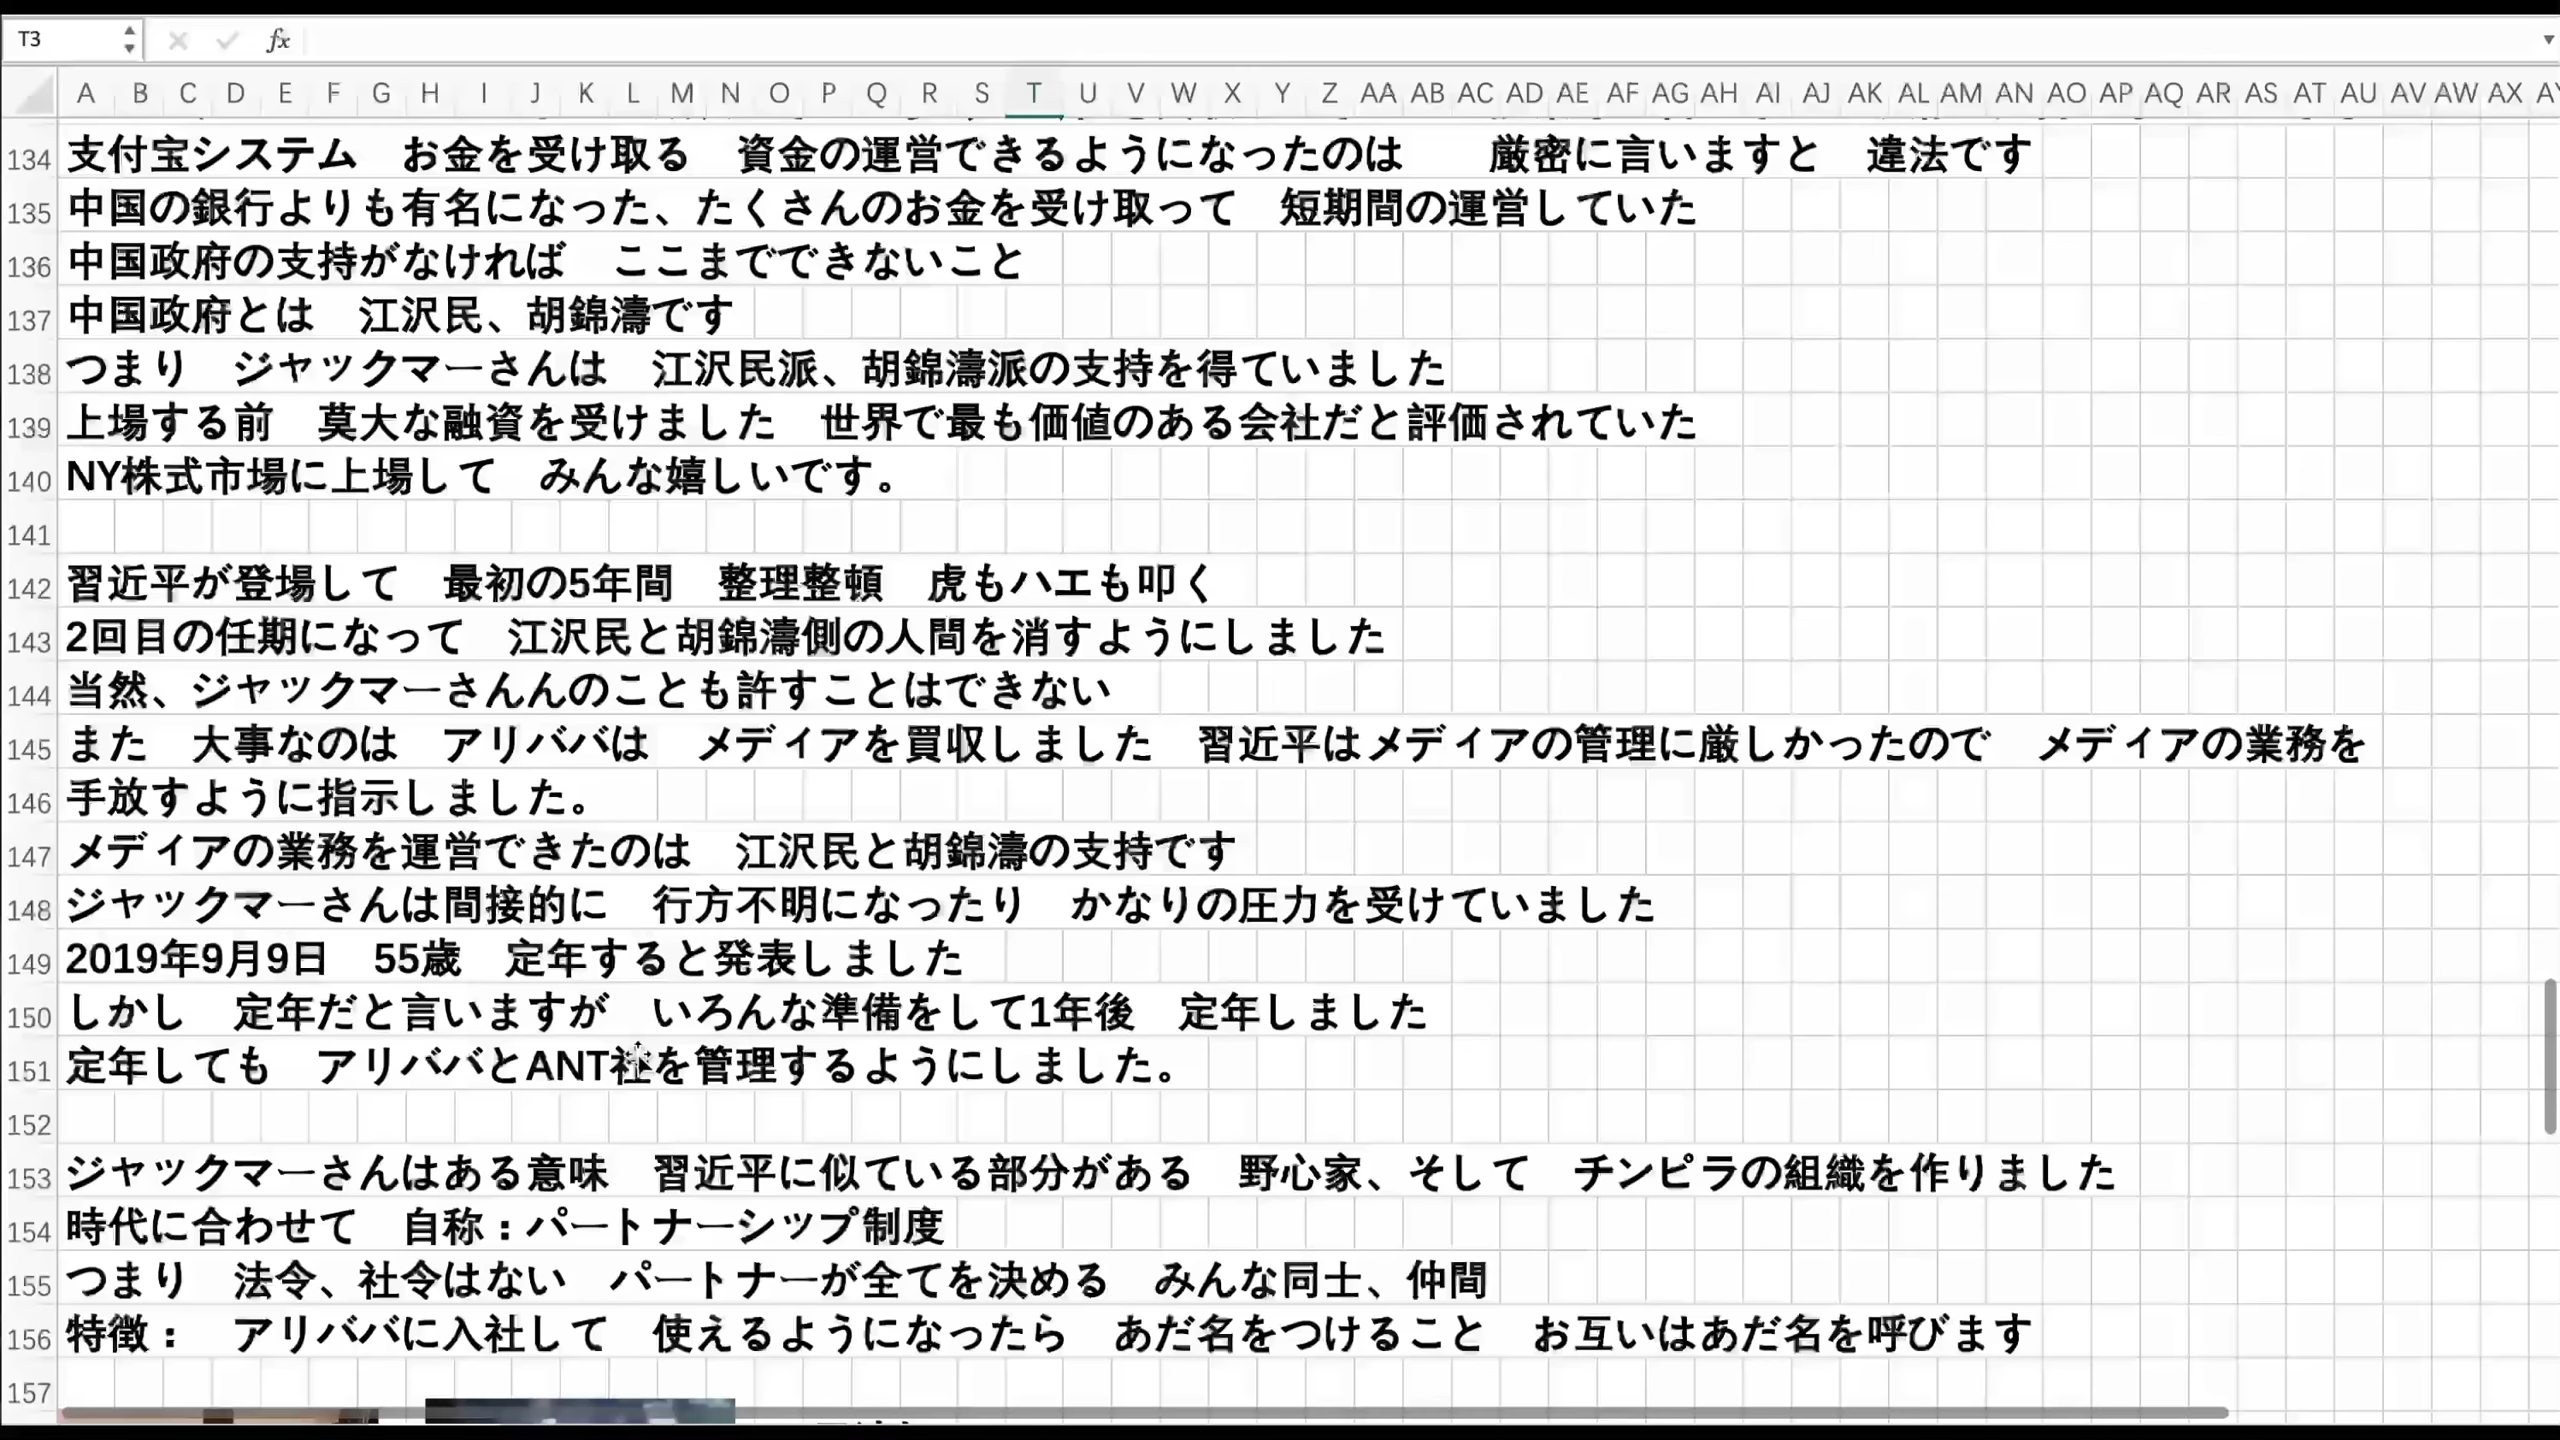 T3 fx
A B C D E F G H I J K L M N O P Q R S T U V W X Y Z AA AB AC AD AE AF AG AH AI AJ AK AL AM AN AO AP AQ AR AS AT AU AV AW AX
134 支付宝システム　お金を受け取る　資金の運営できるようになったのは　　厳密に言いますと　違法です
135 中国の銀行よりも有名になった、たくさんのお金を受け取って　短期間の運営していた
136 中国政府の支持がなければ　ここまでできないこと
137 中国政府とは　江沢民、胡錦濤です
138 つまり　ジャックマーさんは　江沢民派、胡錦濤派の支持を得ていました
139 上場する前　莫大な融資を受けました　世界で最も価値のある会社だと評価されていた
140 NY株式市場に上場して　みんな嬉しいです。
141
142 習近平が登場して　最初の5年間　整理整頓　虎もハエも叩く
143 2回目の任期になって　江沢民と胡錦濤側の人間を消すようにしました
144 当然、ジャックマーさんんのことも許すことはできない
145 また　大事なのは　アリババは　メディアを買収しました　習近平はメディアの管理に厳しかったので　メディアの業務を
146 手放すように指示しました。
147 メディアの業務を運営できたのは　江沢民と胡錦濤の支持です
148 ジャックマーさんは間接的に　行方不明になったり　かなりの圧力を受けていました
149 2019年9月9日　55歳　定年すると発表しました
150 しかし　定年だと言いますが　いろんな準備をして1年後　定年しました
151 定年しても　アリババとANT社を管理するようにしました。
152
153 ジャックマーさんはある意味　習近平に似ている部分がある　野心家、そして　チンピラの組織を作りました
154 時代に合わせて　自称：パートナーシップ制度
155 つまり　法令、社令はない　パートナーが全てを決める　みんな同士、仲間
156 特徴：　アリババに入社して　使えるようになったら　あだ名をつけること　お互いはあだ名を呼びます
157